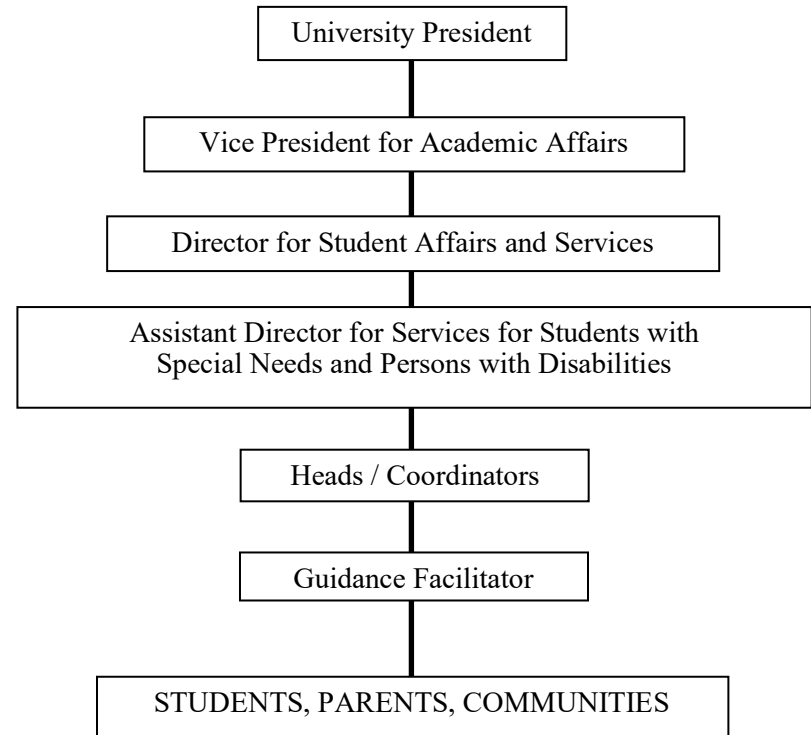 University President
Vice President for Academic Affairs
Director for Student Affairs and Services
Assistant Director for Services for Students with
Special Needs and Persons with Disabilities
Heads / Coordinators
Guidance Facilitator
STUDENTS, PARENTS, COMMUNITIES